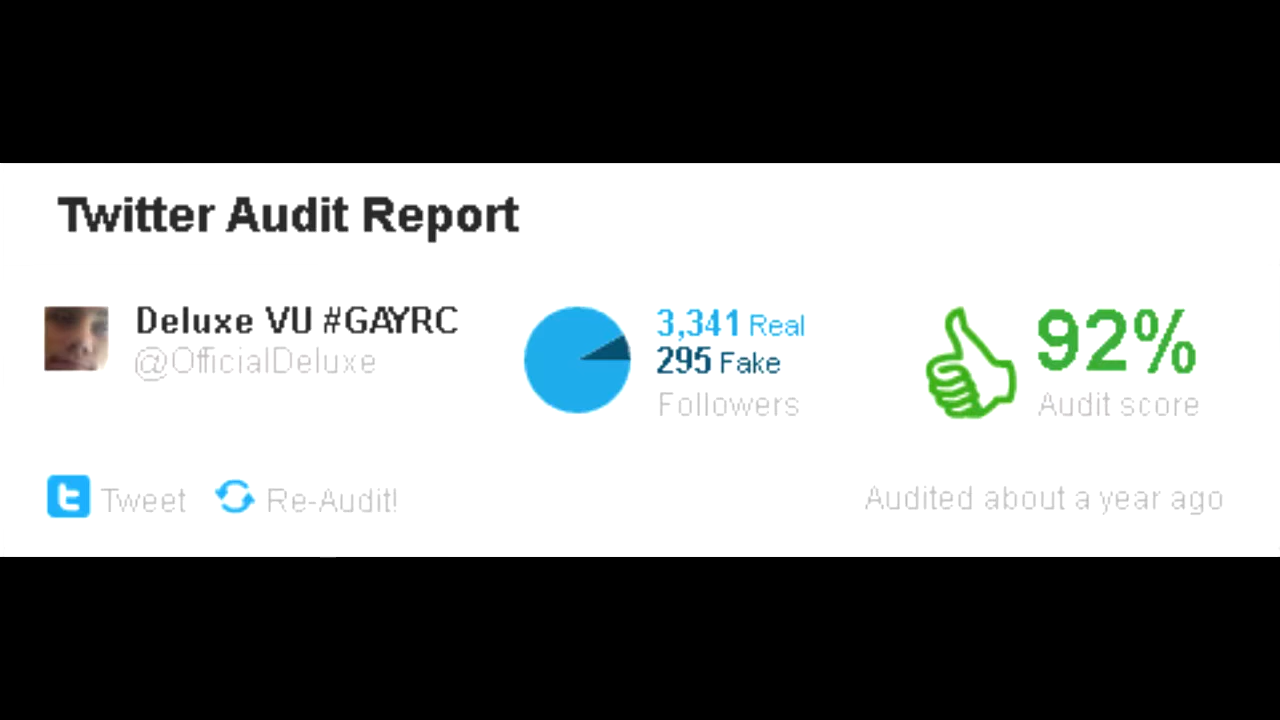 Twitter Audit Report
Deluxe VU #GAYRC
@OfficialDeluxe
3,341 Real
295 Fake
Followers
92%
Audit score
Tweet Re-Audit!
Audited about a year ago